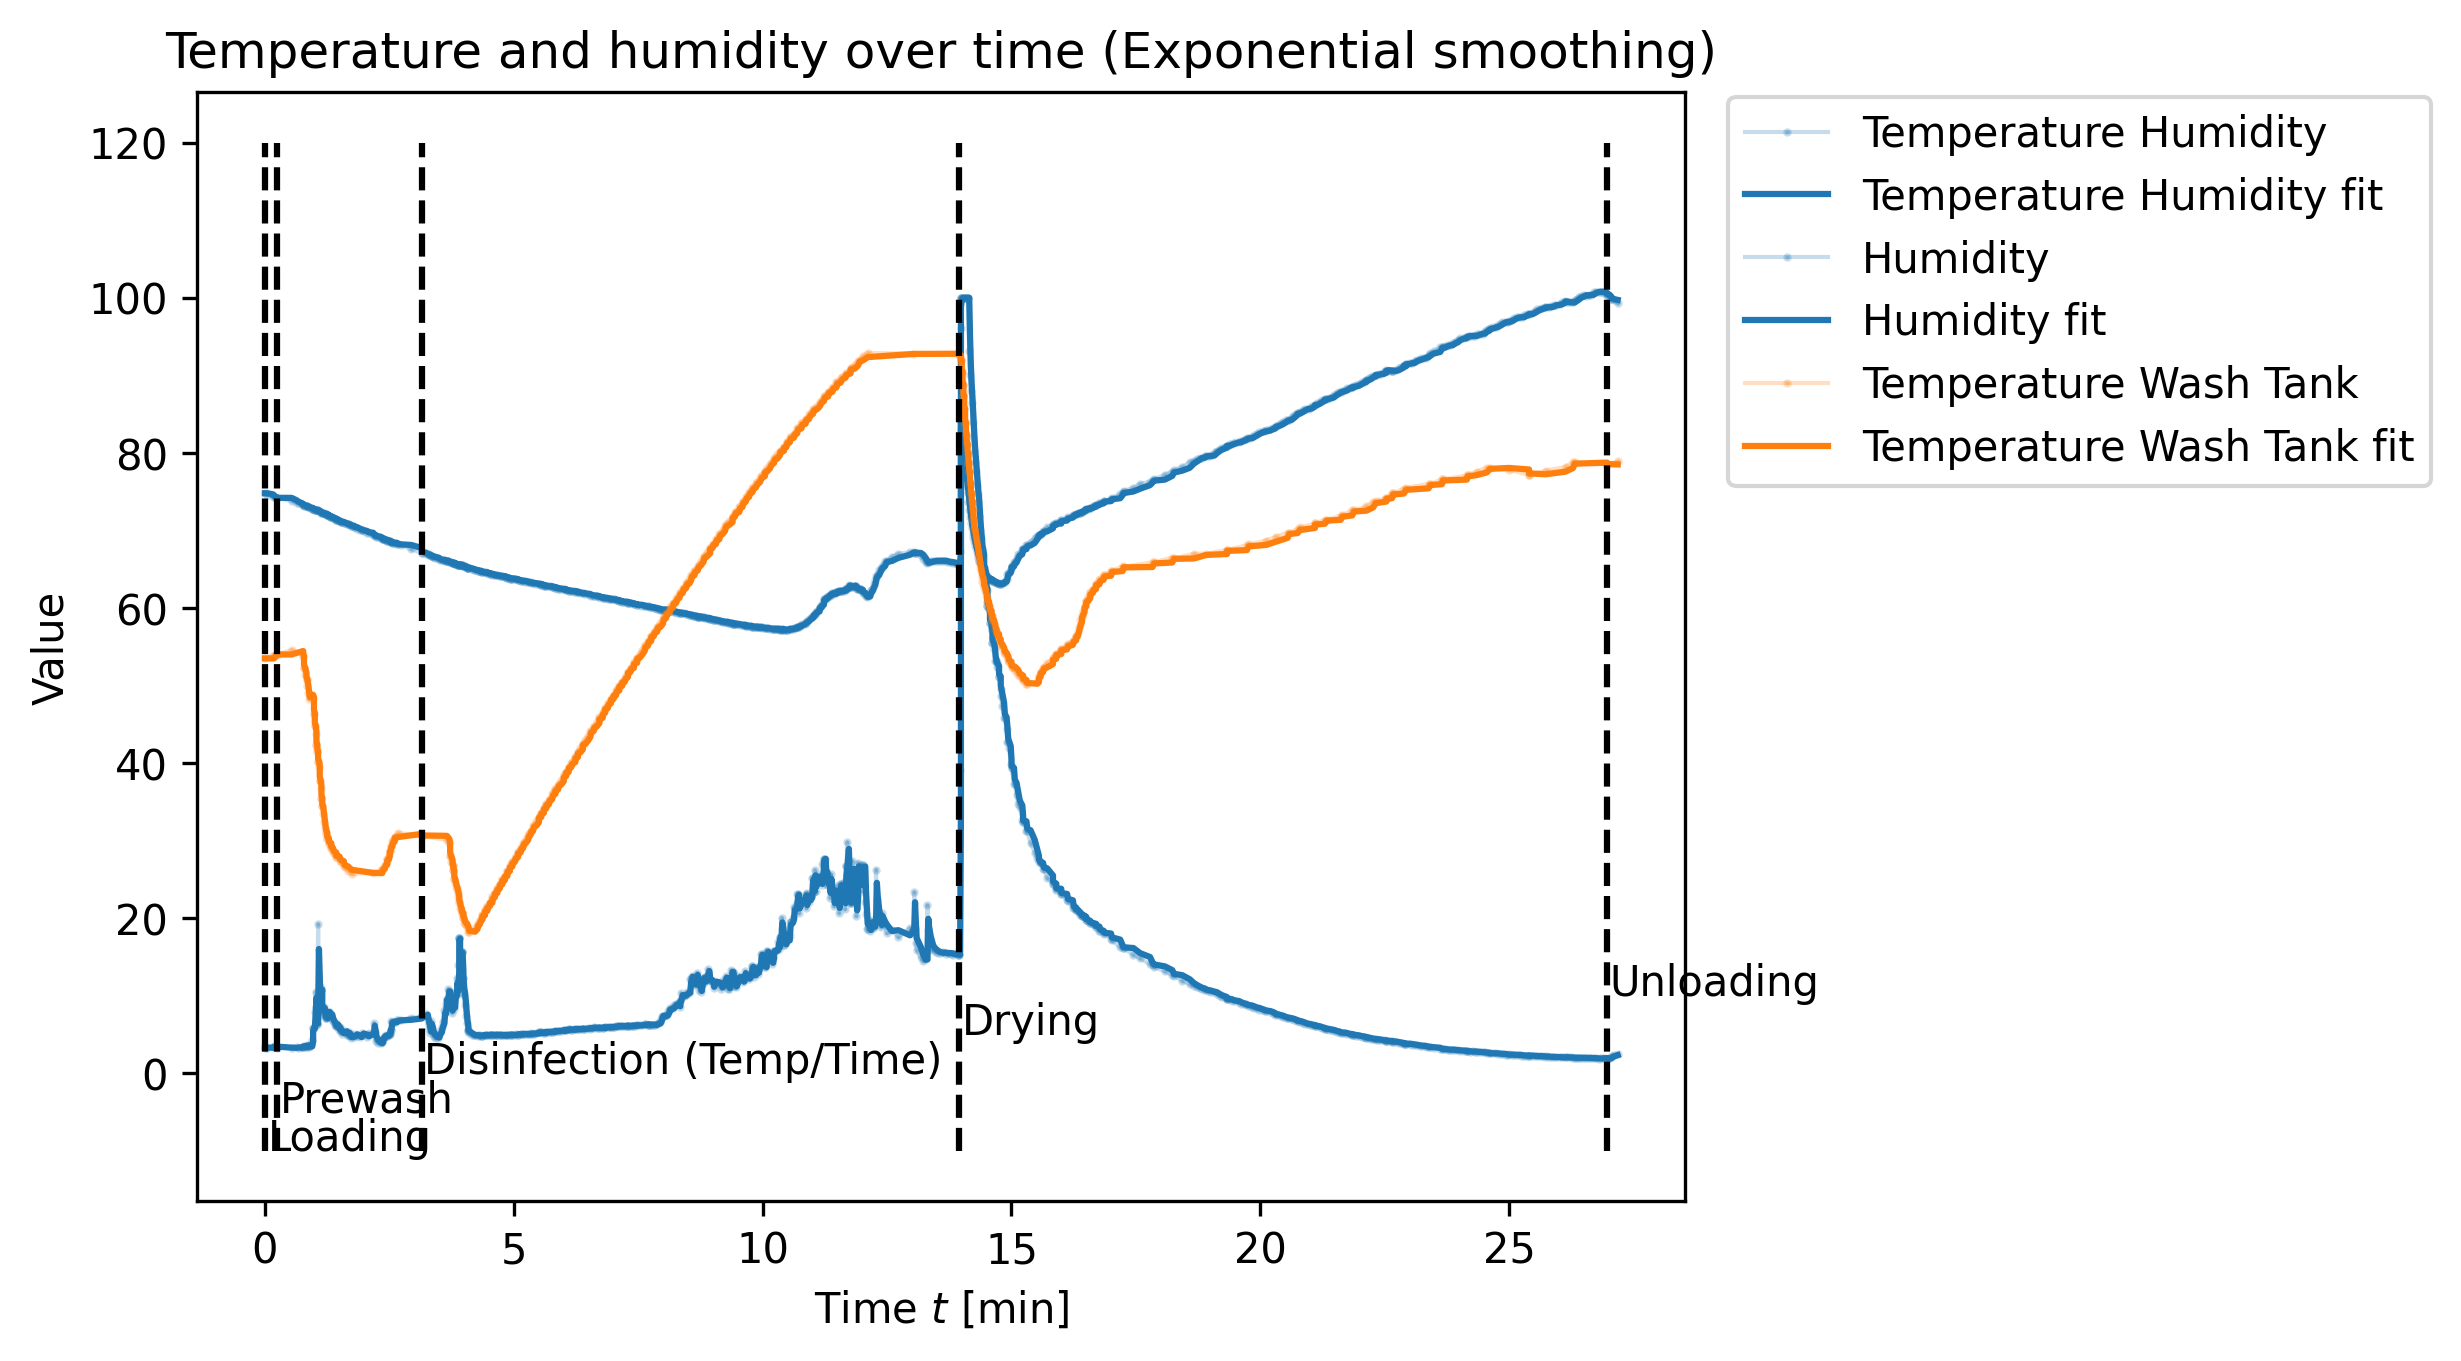 Temperature and humidity over time (Exponential smoothing)
120
100
80
60
40
20
0
Value
Temperature Humidity
Temperature Humidity fit
Humidity
Humidity fit
Temperature Wash Tank
Temperature Wash Tank fit
Unloading
Drying
Disinfection (Temp/Time)
Prewash
Loading
0 5 10 15 20 25
Time t [min]